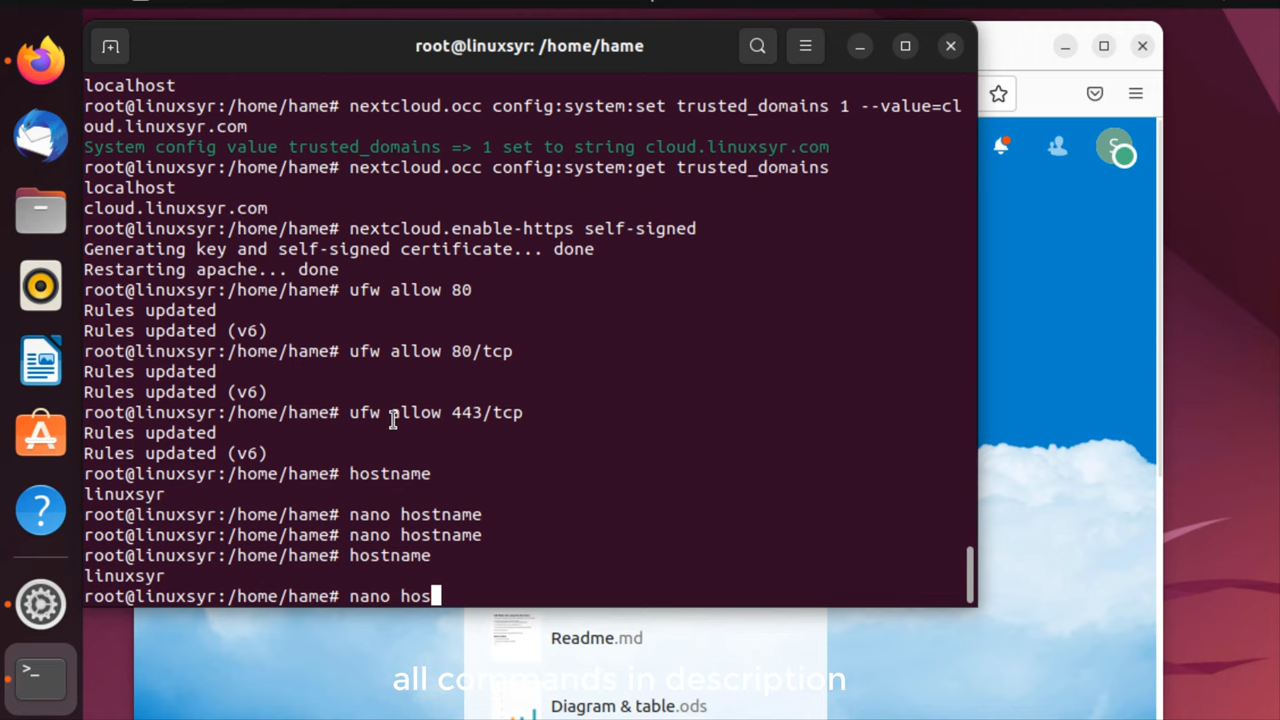 root@linuxsyr: /home/hame
localhost
root@linuxsyr:/home/hame# nextcloud.occ config:system:set trusted_domains 1 --value=cl
oud.linuxsyr.com
System config value trusted_domains => 1 set to string cloud.linuxsyr.com
root@linuxsyr:/home/hame# nextcloud.occ config:system:get trusted_domains
localhost
cloud.linuxsyr.com
root@linuxsyr:/home/hame# nextcloud.enable-https self-signed
Generating key and self-signed certificate... done
Restarting apache... done
root@linuxsyr:/home/hame# ufw allow 80
Rules updated
Rules updated (v6)
root@linuxsyr:/home/hame# ufw allow 80/tcp
Rules updated
Rules updated (v6)
root@linuxsyr:/home/hame# ufw allow 443/tcp
Rules updated
Rules updated (v6)
root@linuxsyr:/home/hame# hostname
linuxsyr
root@linuxsyr:/home/hame# nano hostname
root@linuxsyr:/home/hame# nano hostname
root@linuxsyr:/home/hame# hostname
linuxsyr
root@linuxsyr:/home/hame# nano hos
S
Readme.md
all commands in description
Diagram & table.ods